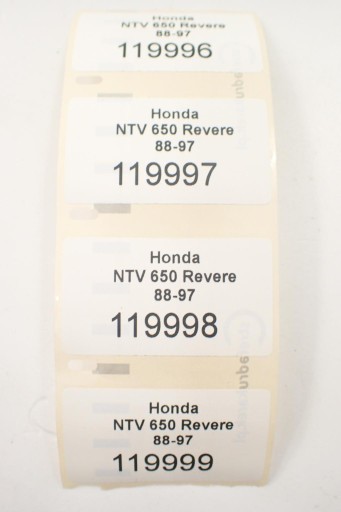 Honda
NTV 650 Revere
88-97
119996
Honda
NTV 650 Revere
88-97
119997
Honda
NTV 650 Revere
88-97
119998
Honda
NTV 650 Revere
88-97
119999